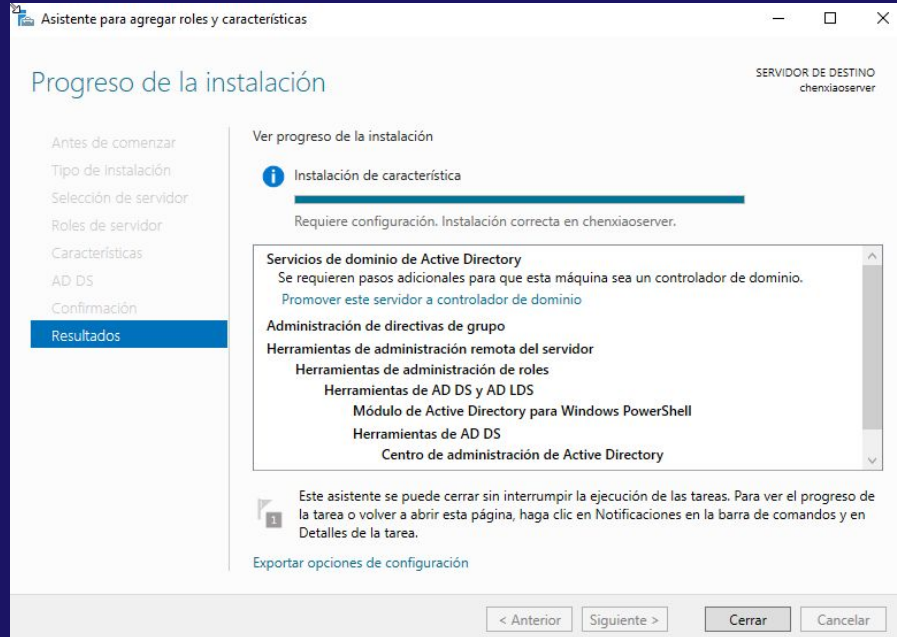 Asistente para agregar roles y características
Progreso de la instalación
SERVIDOR DE DESTINO
chenxiaoserver
Antes de comenzar
Tipo de instalación
Selección de servidor
Roles de servidor
Características
AD DS
Confirmación
Resultados
Ver progreso de la instalación
Instalación de característica
Requiere configuración. Instalación correcta en chenxiaoserver.
Servicios de dominio de Active Directory
Se requieren pasos adicionales para que esta máquina sea un controlador de dominio.
Promover este servidor a controlador de dominio
Administración de directivas de grupo
Herramientas de administración remota del servidor
Herramientas de administración de roles
Herramientas de AD DS y AD LDS
Módulo de Active Directory para Windows PowerShell
Herramientas de AD DS
Centro de administración de Active Directory
1
Este asistente se puede cerrar sin interrumpir la ejecución de las tareas. Para ver el progreso de
la tarea o volver a abrir esta página, haga clic en Notificaciones en la barra de comandos y en
Detalles de la tarea.
Exportar opciones de configuración
< Anterior Siguiente > Cerrar Cancelar